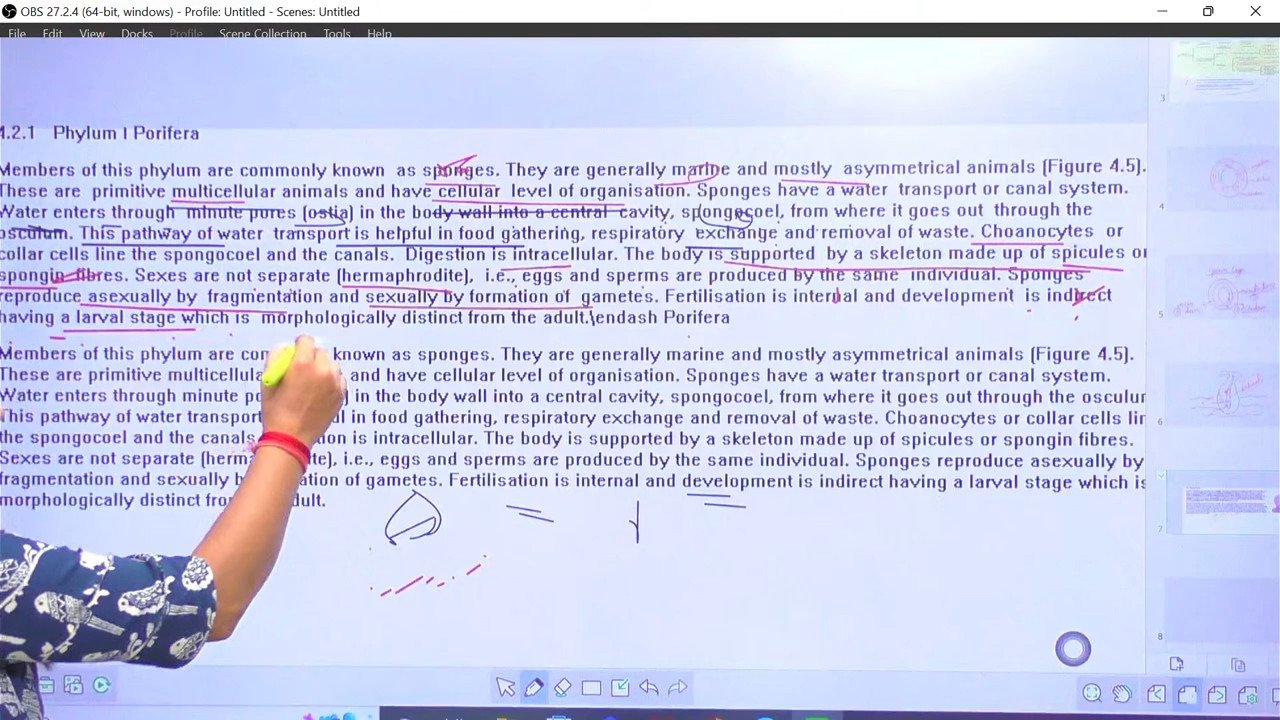 OBS 27.2.4 (64-bit, windows) - Profile: Untitled - Scenes: Untitled
File Edit View Docks Profile Scene Collection Tools Help
4.2.1 Phylum I Porifera
Members of this phylum are commonly known as sponges. They are generally marine and mostly asymmetrical animals (Figure 4.5).
These are primitive multicellular animals and have cellular level of organisation. Sponges have a water transport or canal system.
Water enters through minute pores (ostia) in the body wall into a central cavity, spongocoel, from where it goes out through the
osculum. This pathway of water transport is helpful in food gathering, respiratory exchange and removal of waste. Choanocytes or
collar cells line the spongocoel and the canals. Digestion is intracellular. The body is supported by a skeleton made up of spicules or
spongin fibres. Sexes are not separate (hermaphrodite), i.e., eggs and sperms are produced by the same individual. Sponges
reproduce asexually by fragmentation and sexually by formation of gametes. Fertilisation is internal and development is indirect
having a larval stage which is morphologically distinct from the adult.\endash Porifera
Members of this phylum are com known as sponges. They are generally marine and mostly asymmetrical animals (Figure 4.5).
These are primitive multicellula and have cellular level of organisation. Sponges have a water transport or canal system.
Water enters through minute po ) in the body wall into a central cavity, spongocoel, from where it goes out through the osculur
This pathway of water transport l in food gathering, respiratory exchange and removal of waste. Choanocytes or collar cells lin
the spongocoel and the canals. ion is intracellular. The body is supported by a skeleton made up of spicules or spongin fibres.
Sexes are not separate (herma te), i.e., eggs and sperms are produced by the same individual. Sponges reproduce asexually by
fragmentation and sexually b ation of gametes. Fertilisation is internal and development is indirect having a larval stage which is
morphologically distinct fro dult.
3
4
5
6
7
8